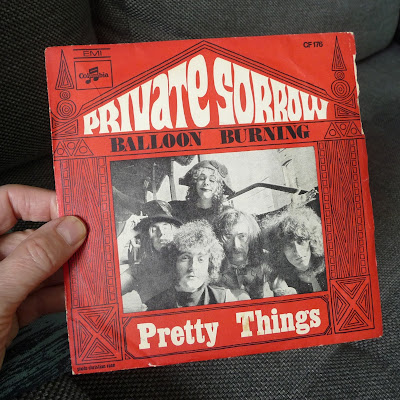 EMI
Columbia
CF 176
PRIVATE SORROW
BALLOON BURNING
Pretty Things